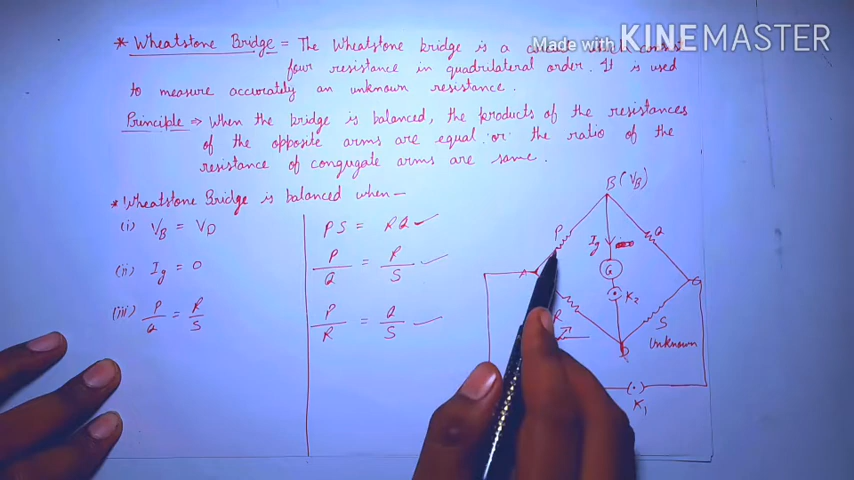 Made with KINEMASTER
* Wheatstone Bridge = The Wheatstone bridge is a
four resistance in quadrilateral order. It is used
to measure accurately an unknown resistance.
Principle ⇒ When the bridge is balanced, the products of the resistances
of the opposite arms are equal or the ratio of the
resistance of congugate arms are same.
* Wheatstone Bridge is balanced when —
(i) VB = VD
(ii) Ig = 0
(iii) P/Q = R/S
PS = RQ
P/Q = R/S
P/R = Q/S
B (VB)
P
Q
Ig
G
A
C
K2
R
S
D
Unknown
K1